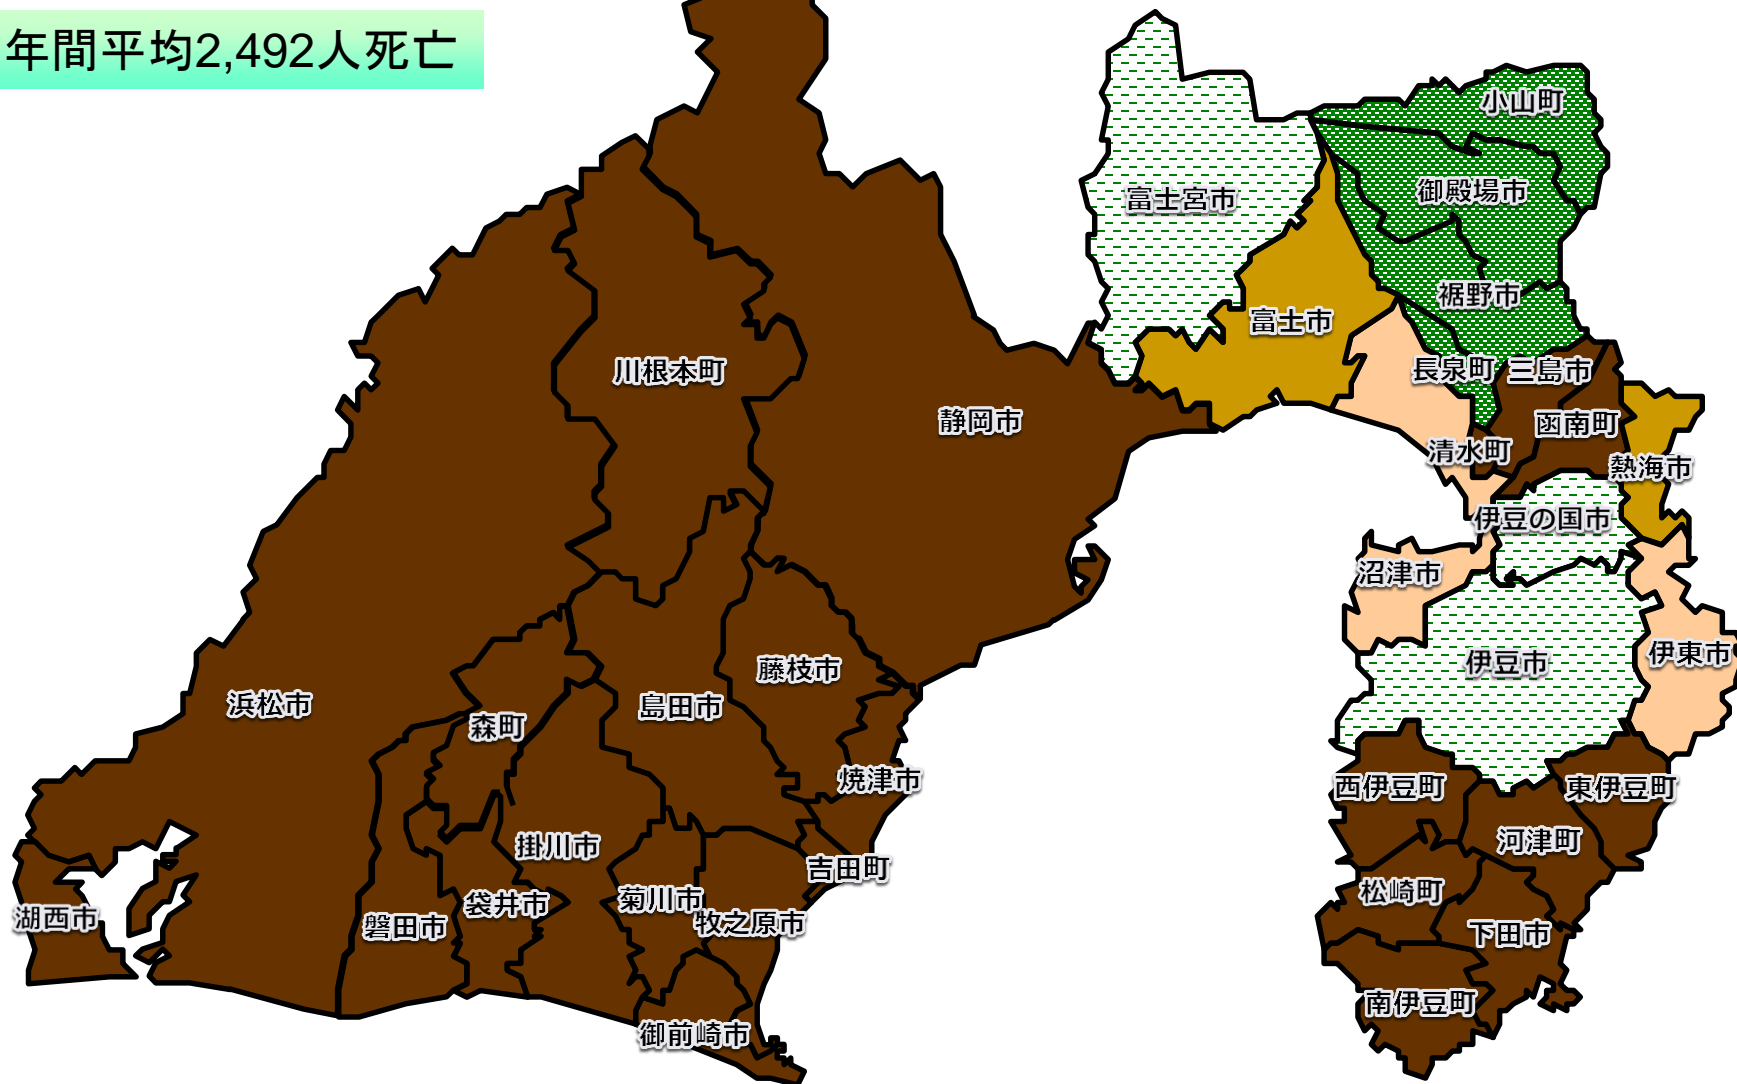 年間平均2,492人死亡
小山町
御殿場市
富士宮市
裾野市
富士市
長泉町
三島市
川根本町
静岡市
函南町
清水町
熱海市
伊豆の国市
沼津市
伊東市
伊豆市
藤枝市
浜松市
島田市
森町
焼津市
西伊豆町
東伊豆町
河津町
掛川市
吉田町
松崎町
菊川市
袋井市
湖西市
磐田市
牧之原市
下田市
南伊豆町
御前崎市